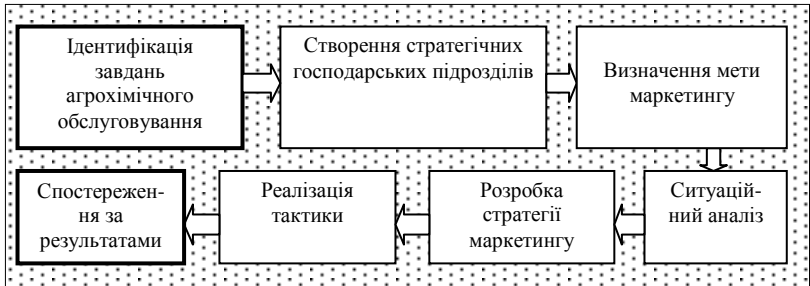 Ідентифікація
завдань
агрохімічного
обслуговування
Створення стратегічних
господарських підрозділів
Визначення мети
маркетингу
Спостережен-
ня за
результатами
Реалізація
тактики
Розробка
стратегії
маркетингу
Ситуацій-
ний аналіз